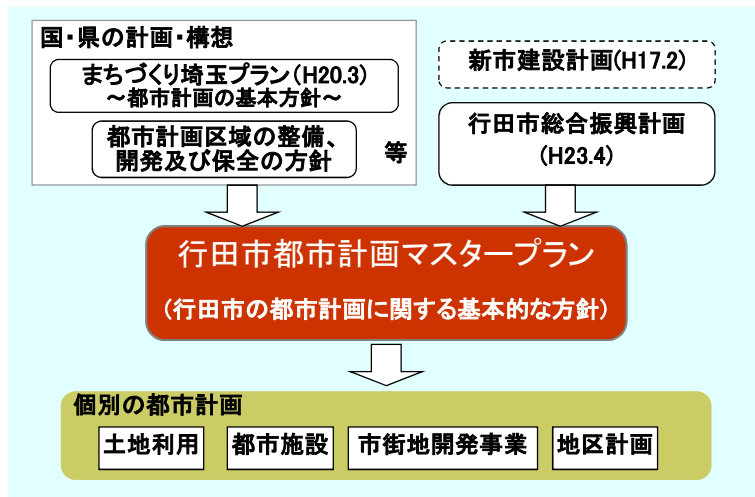 国・県の計画・構想
まちづくり埼玉プラン(H20.3)
~都市計画の基本方針~
都市計画区域の整備、
開発及び保全の方針
等
新市建設計画(H17.2)
行田市総合振興計画
(H23.4)
行田市都市計画マスタープラン
(行田市の都市計画に関する基本的な方針)
個別の都市計画
土地利用
都市施設
市街地開発事業
地区計画